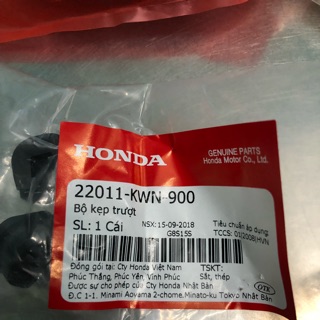 GENUINE PARTS
Honda Motor Co., Ltd.
HONDA
22011-KWN-900
Bộ kẹp trượt
SL: 1 Cái
NSX: 15-09-2018
G8S15S
Tiêu chuẩn áp dụng:
TCCS: 01/2008(HVN)
Đóng gói tại: Cty Honda Việt Nam
TSKT:
Phúc Thắng, Phúc Yên, Vĩnh Phúc
Sắt, thép
Được sự cho phép của Cty Honda Nhật Bản
Đ.C 1-1. Minami Aoyama 2-chome. Minato-ku Tokyo Nhật Bản